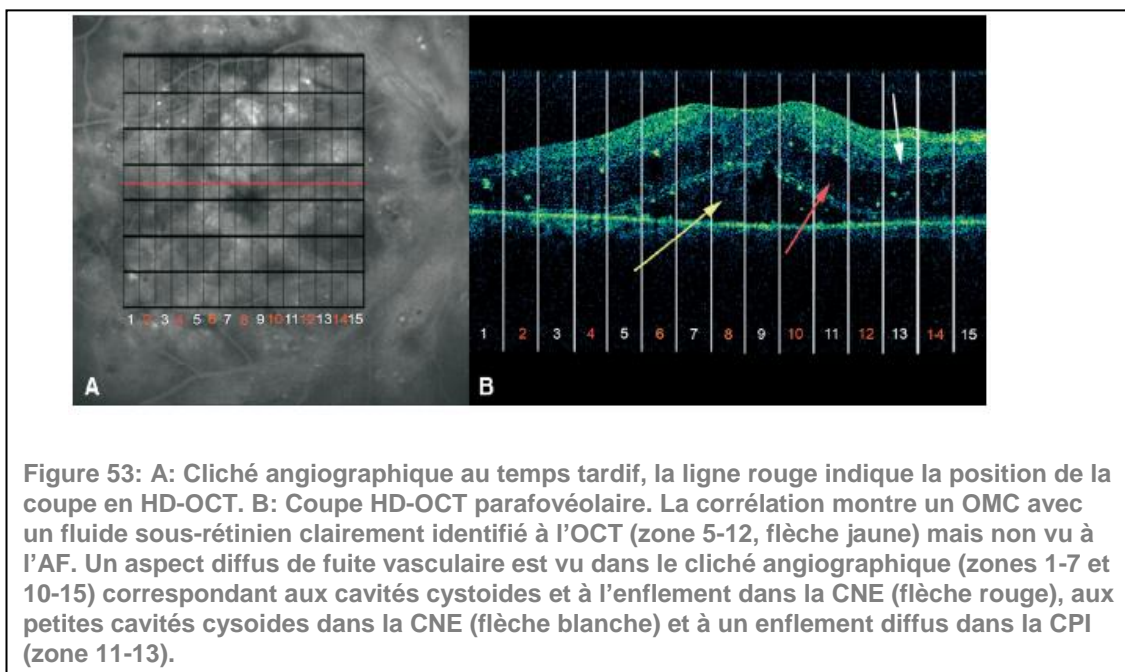 1 2 3 4 5 6 7 8 9 10 11 12 13 14 15
A
1 2 3 4 5 6 7 8 9 10 11 12 13 14 15
B
Figure 53: A: Cliché angiographique au temps tardif, la ligne rouge indique la position de la
coupe en HD-OCT. B: Coupe HD-OCT parafovéolaire. La corrélation montre un OMC avec
un fluide sous-rétinien clairement identifié à l’OCT (zone 5-12, flèche jaune) mais non vu à
l’AF. Un aspect diffus de fuite vasculaire est vu dans le cliché angiographique (zones 1-7 et
10-15) correspondant aux cavités cystoides et à l’enflement dans la CNE (flèche rouge), aux
petites cavités cysoides dans la CNE (flèche blanche) et à un enflement diffus dans la CPI
(zone 11-13).